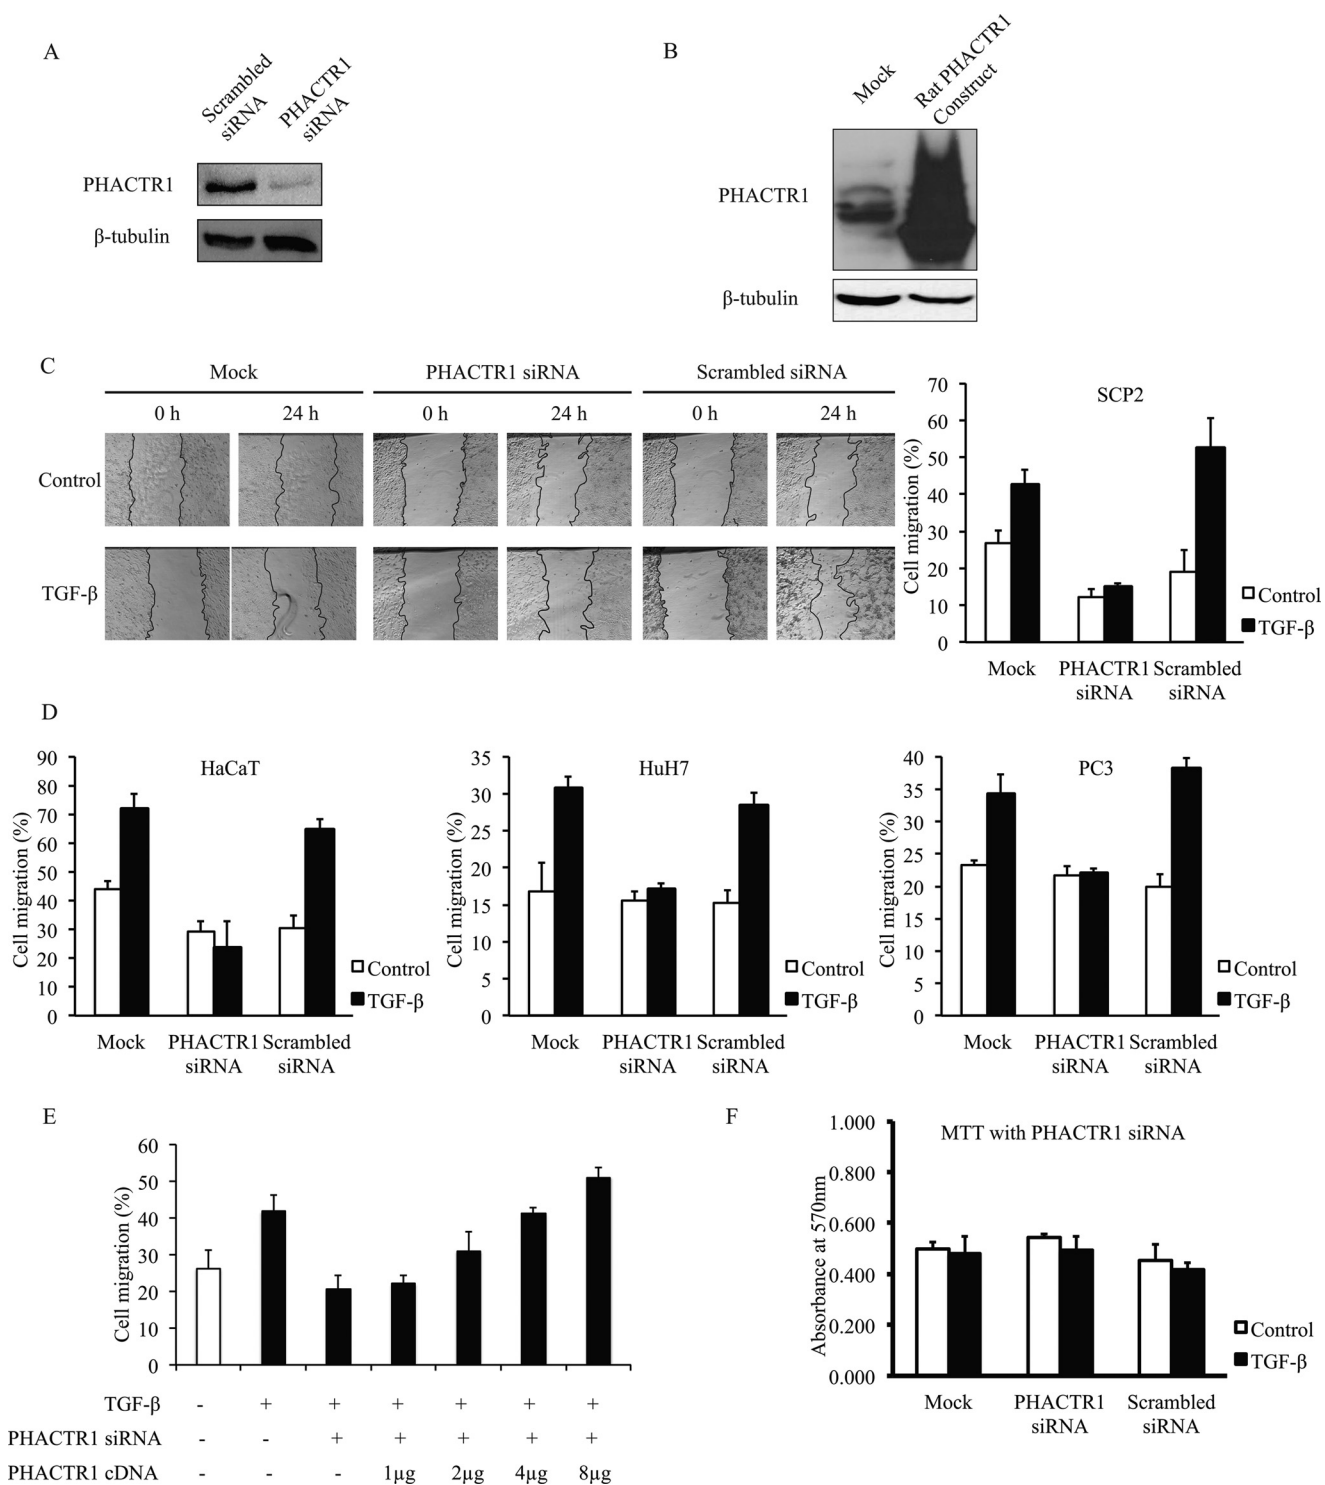 A
Scrambled
siRNA
PHACTR1
siRNA
PHACTR1
β-tubulin
B
Mock
Rat PHACTR1
Construct
PHACTR1
β-tubulin
C
Mock
PHACTR1 siRNA
Scrambled siRNA
0 h
24 h
0 h
24 h
0 h
24 h
Control
TGF-β
SCP2
Cell migration (%)
70
60
50
40
30
20
10
0
Mock
PHACTR1
siRNA
Scrambled
siRNA
Control
TGF-β
D
HaCaT
Cell migration (%)
90
80
70
60
50
40
30
20
10
0
Mock
PHACTR1
siRNA
Scrambled
siRNA
Control
TGF-β
HuH7
Cell migration (%)
35
30
25
20
15
10
5
0
Mock
PHACTR1
siRNA
Scrambled
siRNA
Control
TGF-β
PC3
Cell migration (%)
40
35
30
25
20
15
10
5
0
Mock
PHACTR1
siRNA
Scrambled
siRNA
Control
TGF-β
E
Cell migration (%)
60
50
40
30
20
10
0
TGF-β - + + + + + +
PHACTR1 siRNA - - + + + + +
PHACTR1 cDNA - - - 1µg 2µg 4µg 8µg
F
MTT with PHACTR1 siRNA
Absorbance at 570nm
1.000
0.800
0.600
0.400
0.200
0.000
Mock
PHACTR1
siRNA
Scrambled
siRNA
Control
TGF-β